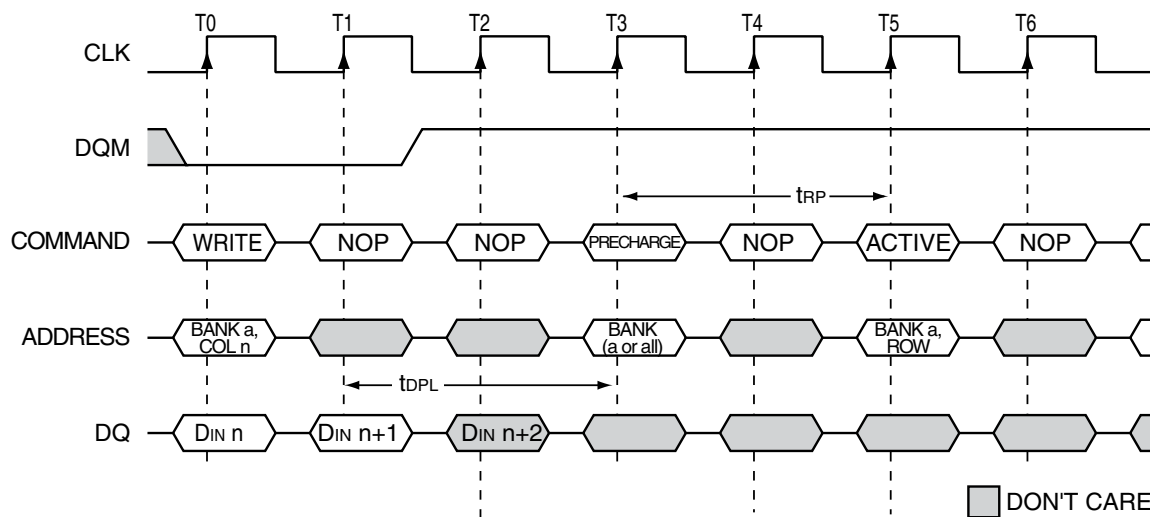 T0 T1 T2 T3 T4 T5 T6
CLK
DQM
tRP
COMMAND WRITE NOP NOP PRECHARGE NOP ACTIVE NOP
ADDRESS BANK a, COL n BANK (a or all) BANK a, ROW
tDPL
DQ DIN n DIN n+1 DIN n+2
DON'T CARE